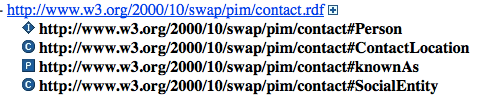 - http://www.w3.org/2000/10/swap/pim/contact.rdf
I http://www.w3.org/2000/10/swap/pim/contact#Person
C http://www.w3.org/2000/10/swap/pim/contact#ContactLocation
P http://www.w3.org/2000/10/swap/pim/contact#knownAs
C http://www.w3.org/2000/10/swap/pim/contact#SocialEntity